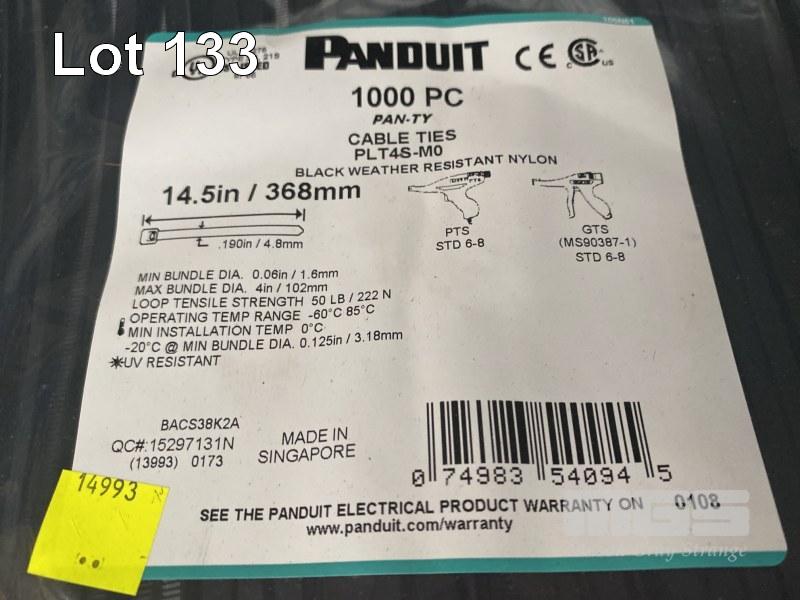 106N61
Lot 133
PANDUIT CE SA
C US
1000 PC
PAN-TY
CABLE TIES
PLT4S-M0
BLACK WEATHER RESISTANT NYLON
14.5in / 368mm
.190in / 4.8mm
PTS
STD 6-8
GTS
(MS90387-1)
STD 6-8
MIN BUNDLE DIA. 0.06in / 1.6mm
MAX BUNDLE DIA. 4in / 102mm
LOOP TENSILE STRENGTH 50 LB / 222 N
OPERATING TEMP RANGE -60°C 85°C
MIN INSTALLATION TEMP 0°C
-20°C @ MIN BUNDLE DIA. 0.125in / 3.18mm
UV RESISTANT
BACS38K2A
QC#:15297131N
(13993) 0173
MADE IN
SINGAPORE
0 74983 54094 5
14993
SEE THE PANDUIT ELECTRICAL PRODUCT WARRANTY ON 0108
www.panduit.com/warranty